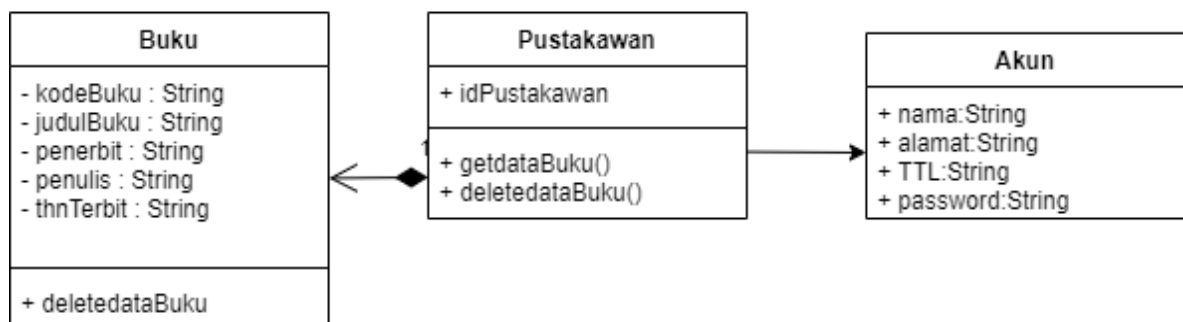 Buku
- kodeBuku : String
- judulBuku : String
- penerbit : String
- penulis : String
- thnTerbit : String
+ deletedataBuku
1
Pustakawan
+ idPustakawan
+ getdataBuku()
+ deletedataBuku()
Akun
+ nama:String
+ alamat:String
+ TTL:String
+ password:String